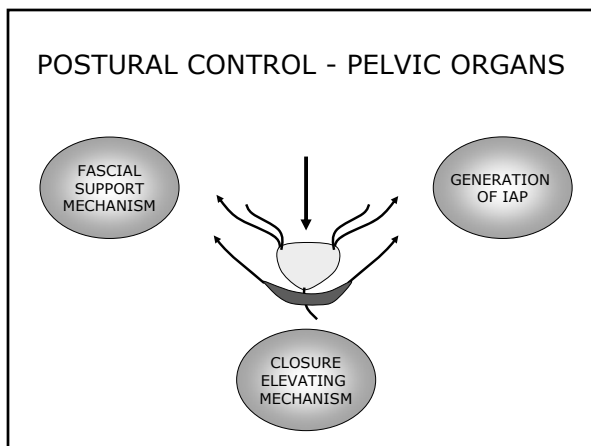 POSTURAL CONTROL - PELVIC ORGANS
FASCIAL
SUPPORT
MECHANISM
GENERATION
OF IAP
CLOSURE
ELEVATING
MECHANISM